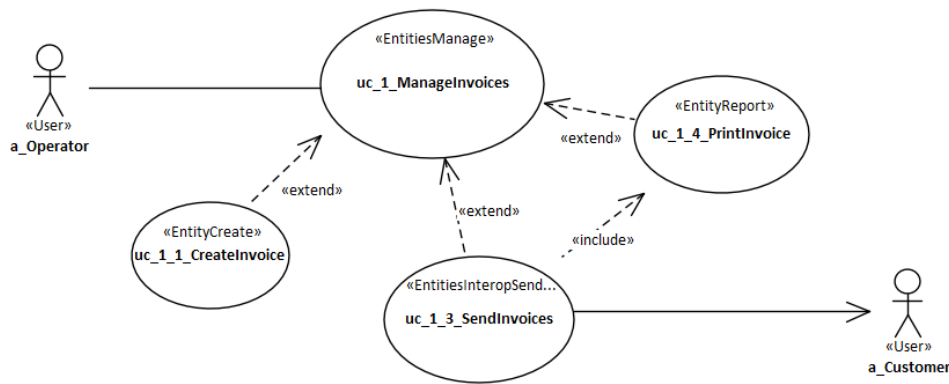 «EntitiesManage»
uc_1_ManageInvoices
«User»
a_Operator
«EntityReport»
uc_1_4_PrintInvoice
«extend»
«extend»
«extend»
«EntityCreate»
uc_1_1_CreateInvoice
«include»
«EntitiesInteropSend...
uc_1_3_SendInvoices
«User»
a_Customer